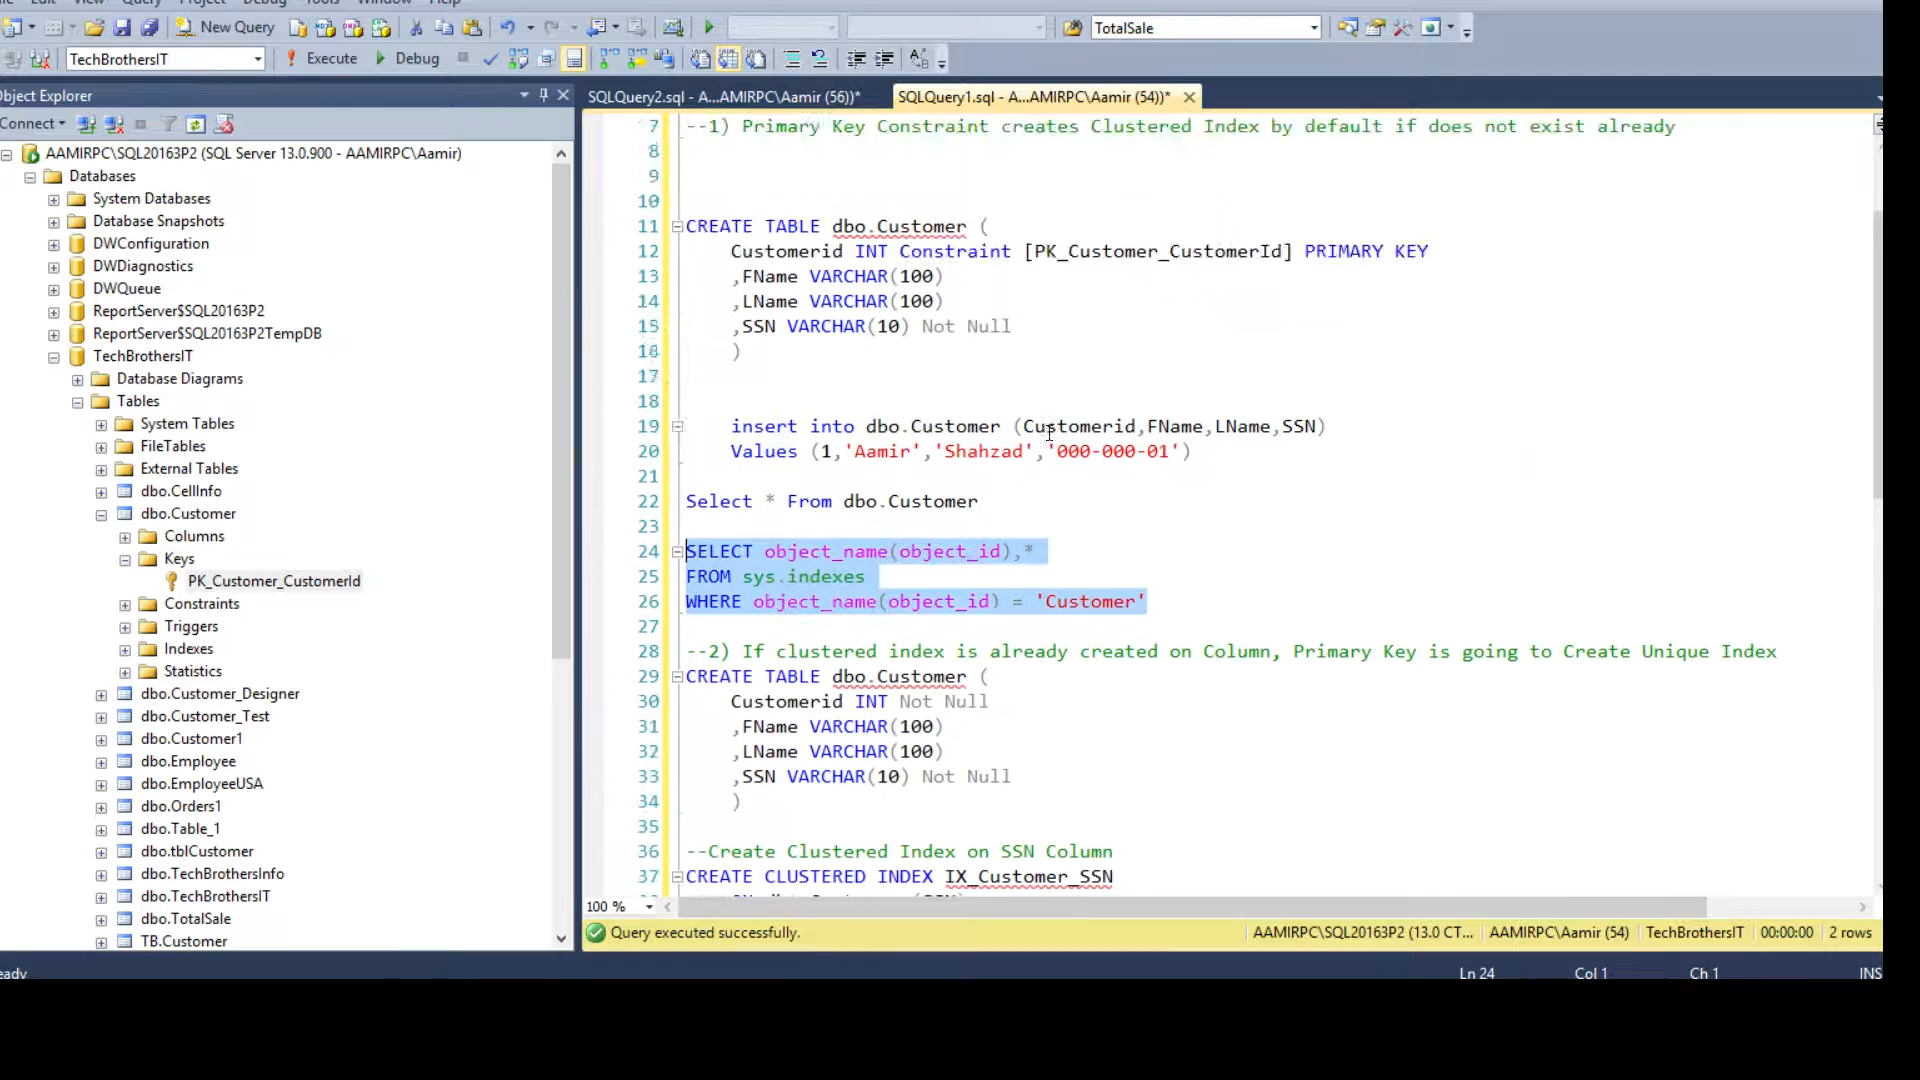 View Query Project Debug Tools Window Help
New Query TotalSale
TechBrothersIT Execute Debug
Object Explorer
Connect
AAMIRPC\SQL20163P2 (SQL Server 13.0.900 - AAMIRPC\Aamir)
Databases
System Databases
Database Snapshots
DWConfiguration
DWDiagnostics
DWQueue
ReportServer$SQL20163P2
ReportServer$SQL20163P2TempDB
TechBrothersIT
Database Diagrams
Tables
System Tables
FileTables
External Tables
dbo.CellInfo
dbo.Customer
Columns
Keys
PK_Customer_CustomerId
Constraints
Triggers
Indexes
Statistics
dbo.Customer_Designer
dbo.Customer_Test
dbo.Customer1
dbo.Employee
dbo.EmployeeUSA
dbo.Orders1
dbo.Table_1
dbo.tblCustomer
dbo.TechBrothersInfo
dbo.TechBrothersIT
dbo.TotalSale
TB.Customer
SQLQuery2.sql - A...AMIRPC\Aamir (56))* SQLQuery1.sql - A...AMIRPC\Aamir (54))*
7 --1) Primary Key Constraint creates Clustered Index by default if does not exist already
8
9
10
11 CREATE TABLE dbo.Customer (
12 Customerid INT Constraint [PK_Customer_CustomerId] PRIMARY KEY
13 ,FName VARCHAR(100)
14 ,LName VARCHAR(100)
15 ,SSN VARCHAR(10) Not Null
16 )
17
18
19 insert into dbo.Customer (Customerid,FName,LName,SSN)
20 Values (1,'Aamir','Shahzad','000-000-01')
21
22 Select * From dbo.Customer
23
24 SELECT object_name(object_id),*
25 FROM sys.indexes
26 WHERE object_name(object_id) = 'Customer'
27
28 --2) If clustered index is already created on Column, Primary Key is going to Create Unique Index
29 CREATE TABLE dbo.Customer (
30 Customerid INT Not Null
31 ,FName VARCHAR(100)
32 ,LName VARCHAR(100)
33 ,SSN VARCHAR(10) Not Null
34 )
35
36 --Create Clustered Index on SSN Column
37 CREATE CLUSTERED INDEX IX_Customer_SSN
100 %
Query executed successfully. AAMIRPC\SQL20163P2 (13.0 CT... AAMIRPC\Aamir (54) TechBrothersIT 00:00:00 2 rows
eady Ln 24 Col 1 Ch 1 INS